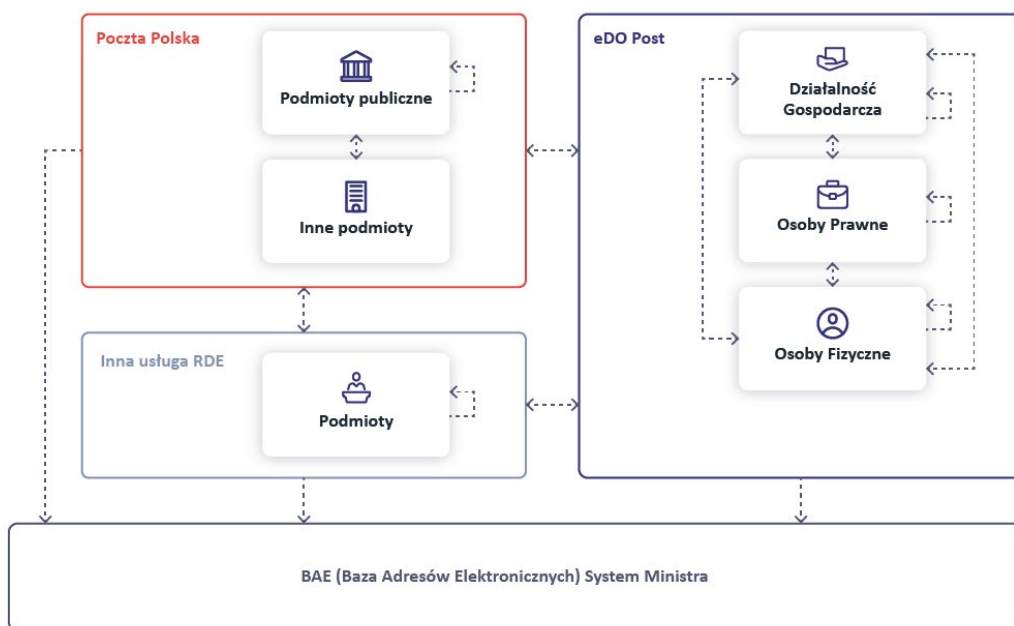 Poczta Polska
Podmioty publiczne
Inne podmioty
Inna usługa RDE
Podmioty
eDO Post
Działalność
Gospodarcza
Osoby Prawne
Osoby Fizyczne
BAE (Baza Adresów Elektronicznych) System Ministra